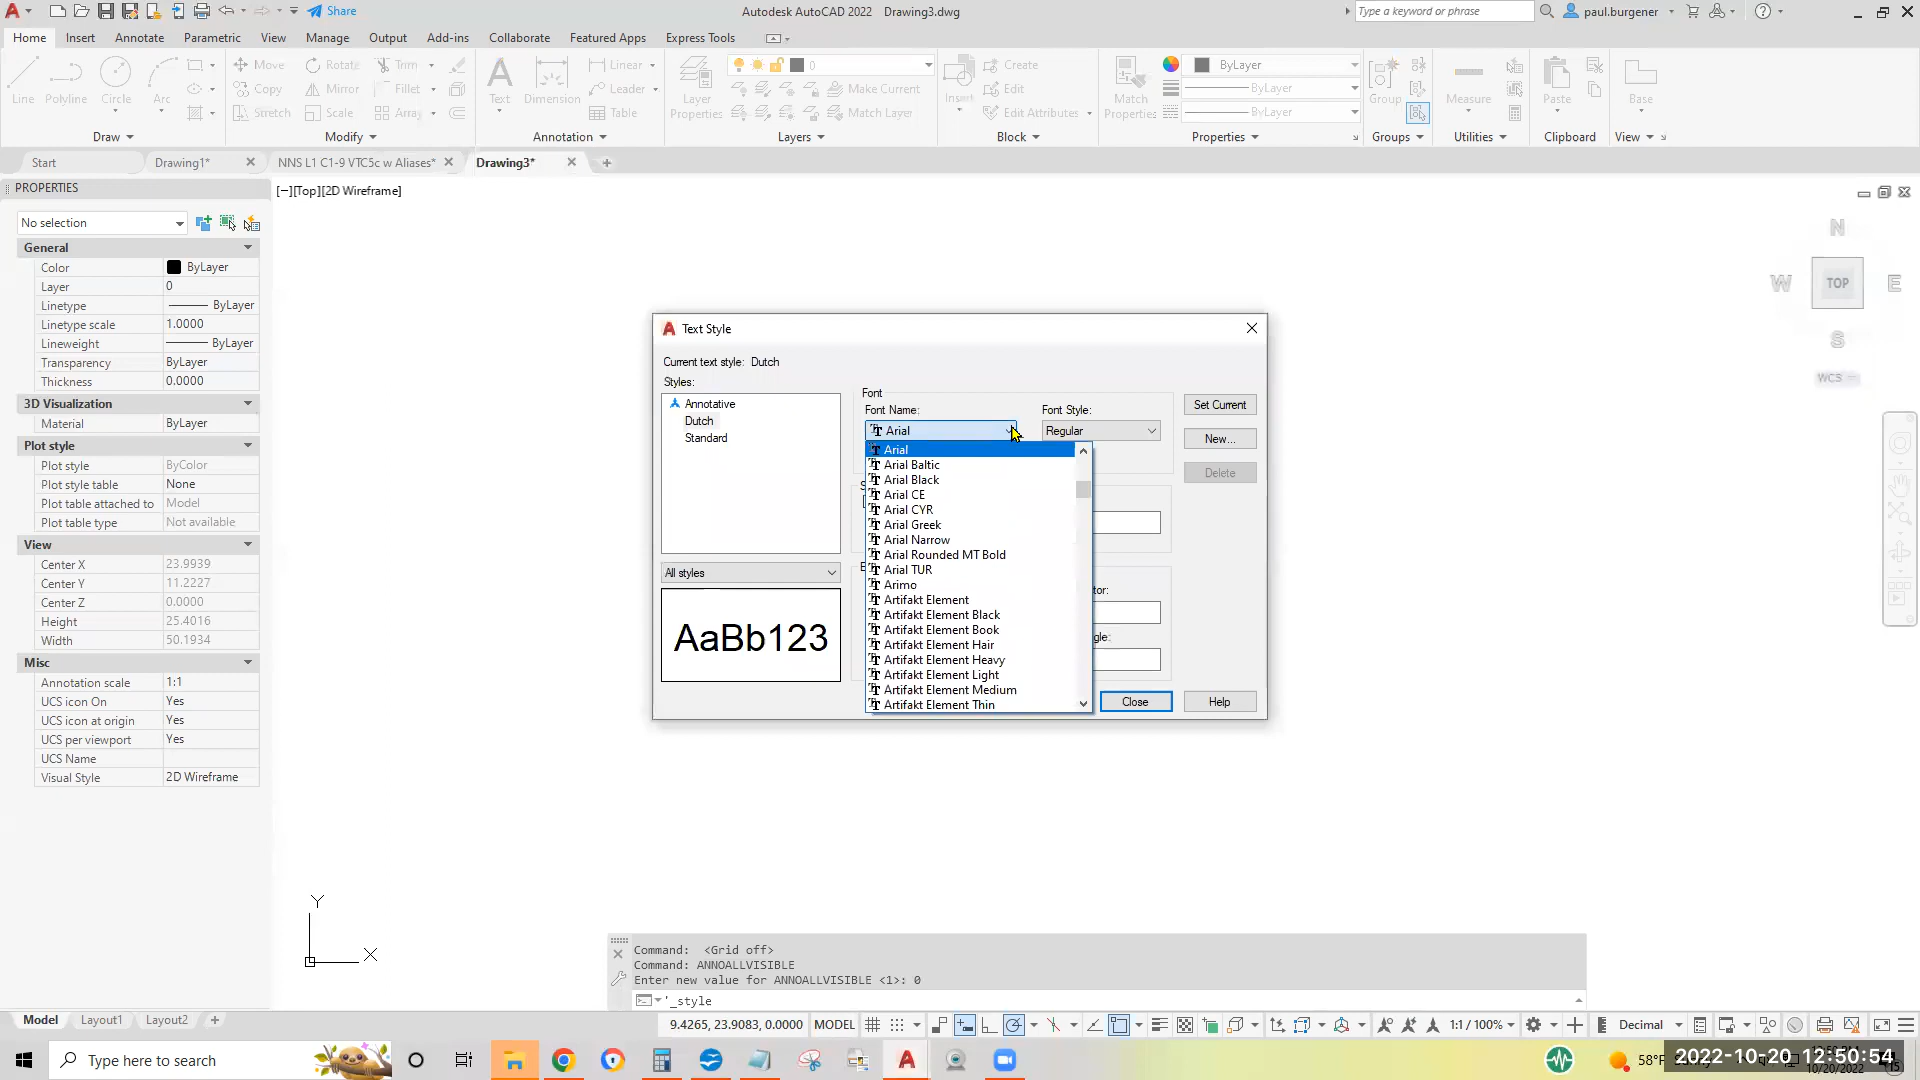 Share
Autodesk AutoCAD 2022 Drawing3.dwg
Type a keyword or phrase
paul.burgener
Home Insert Annotate Parametric View Manage Output Add-ins Collaborate Featured Apps Express Tools
Line Polyline Circle Arc
Move Rotate Trim
Copy Mirror Fillet
Stretch Scale Array
Text Dimension
Linear
Leader
Table
Layer Properties
0
Make Current
Match Layer
Insert
Create
Edit
Edit Attributes
Match Properties
ByLayer
ByLayer
ByLayer
Group
Measure
Paste
Base
Draw Modify Annotation Layers Block Properties Groups Utilities Clipboard View
Start Drawing1* NNS L1 C1-9 VTC5c w Aliases* Drawing3*
PROPERTIES
No selection
General
Color ByLayer
Layer 0
Linetype ByLayer
Linetype scale 1.0000
Lineweight ByLayer
Transparency ByLayer
Thickness 0.0000
3D Visualization
Material ByLayer
Plot style
Plot style ByColor
Plot style table None
Plot table attached to Model
Plot table type Not available
View
Center X 23.9939
Center Y 11.2227
Center Z 0.0000
Height 25.4016
Width 50.1934
Misc
Annotation scale 1:1
UCS icon On Yes
UCS icon at origin Yes
UCS per viewport Yes
UCS Name
Visual Style 2D Wireframe
[−][Top][2D Wireframe]
N
W TOP E
S
WCS
Text Style
Current text style: Dutch
Styles:
Annotative
Dutch
Standard
All styles
AaBb123
Font
Font Name:
Arial
Font Style:
Regular
Set Current
New...
Delete
Arial
Arial Baltic
Arial Black
Arial CE
Arial CYR
Arial Greek
Arial Narrow
Arial Rounded MT Bold
Arial TUR
Arimo
Artifakt Element
Artifakt Element Black
Artifakt Element Book
Artifakt Element Hair
Artifakt Element Heavy
Artifakt Element Light
Artifakt Element Medium
Artifakt Element Thin
Close
Help
Y
X
Command: <Grid off>
Command: ANNOALLVISIBLE
Enter new value for ANNOALLVISIBLE <1>: 0
'_style
Model Layout1 Layout2
9.4265, 23.9083, 0.0000 MODEL
1:1 / 100%
Decimal
Type here to search
58°F
2022-10-20 12:50:54
10/20/2022